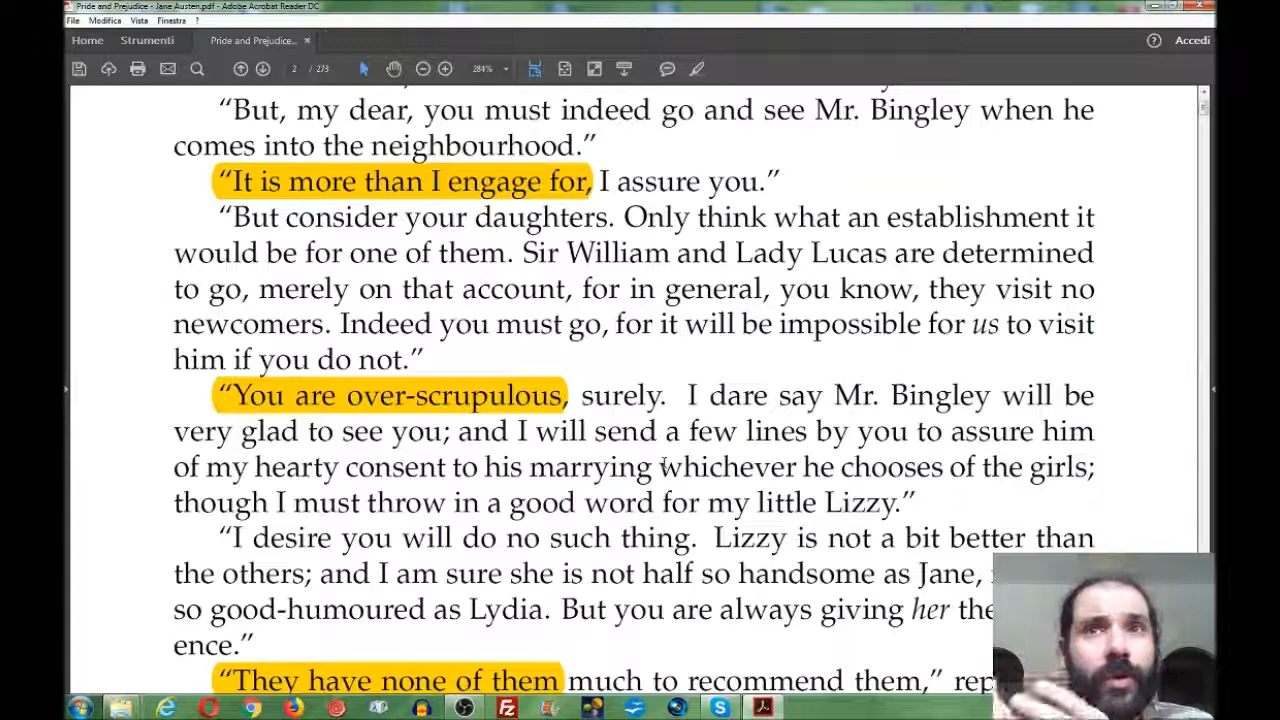 Pride and Prejudice - Jane Austen.pdf - Adobe Acrobat Reader DC
File Modifica Vista Finestra ?
Home Strumenti Pride and Prejudice... × ? Accedi
2 / 273 284%
“But, my dear, you must indeed go and see Mr. Bingley when he
comes into the neighbourhood.”
“It is more than I engage for, I assure you.”
“But consider your daughters. Only think what an establishment it
would be for one of them. Sir William and Lady Lucas are determined
to go, merely on that account, for in general, you know, they visit no
newcomers. Indeed you must go, for it will be impossible for us to visit
him if you do not.”
“You are over-scrupulous, surely. I dare say Mr. Bingley will be
very glad to see you; and I will send a few lines by you to assure him
of my hearty consent to his marrying whichever he chooses of the girls;
though I must throw in a good word for my little Lizzy.”
“I desire you will do no such thing. Lizzy is not a bit better than
the others; and I am sure she is not half so handsome as Jane,
so good-humoured as Lydia. But you are always giving her the
ence.”
“They have none of them much to recommend them,” rep